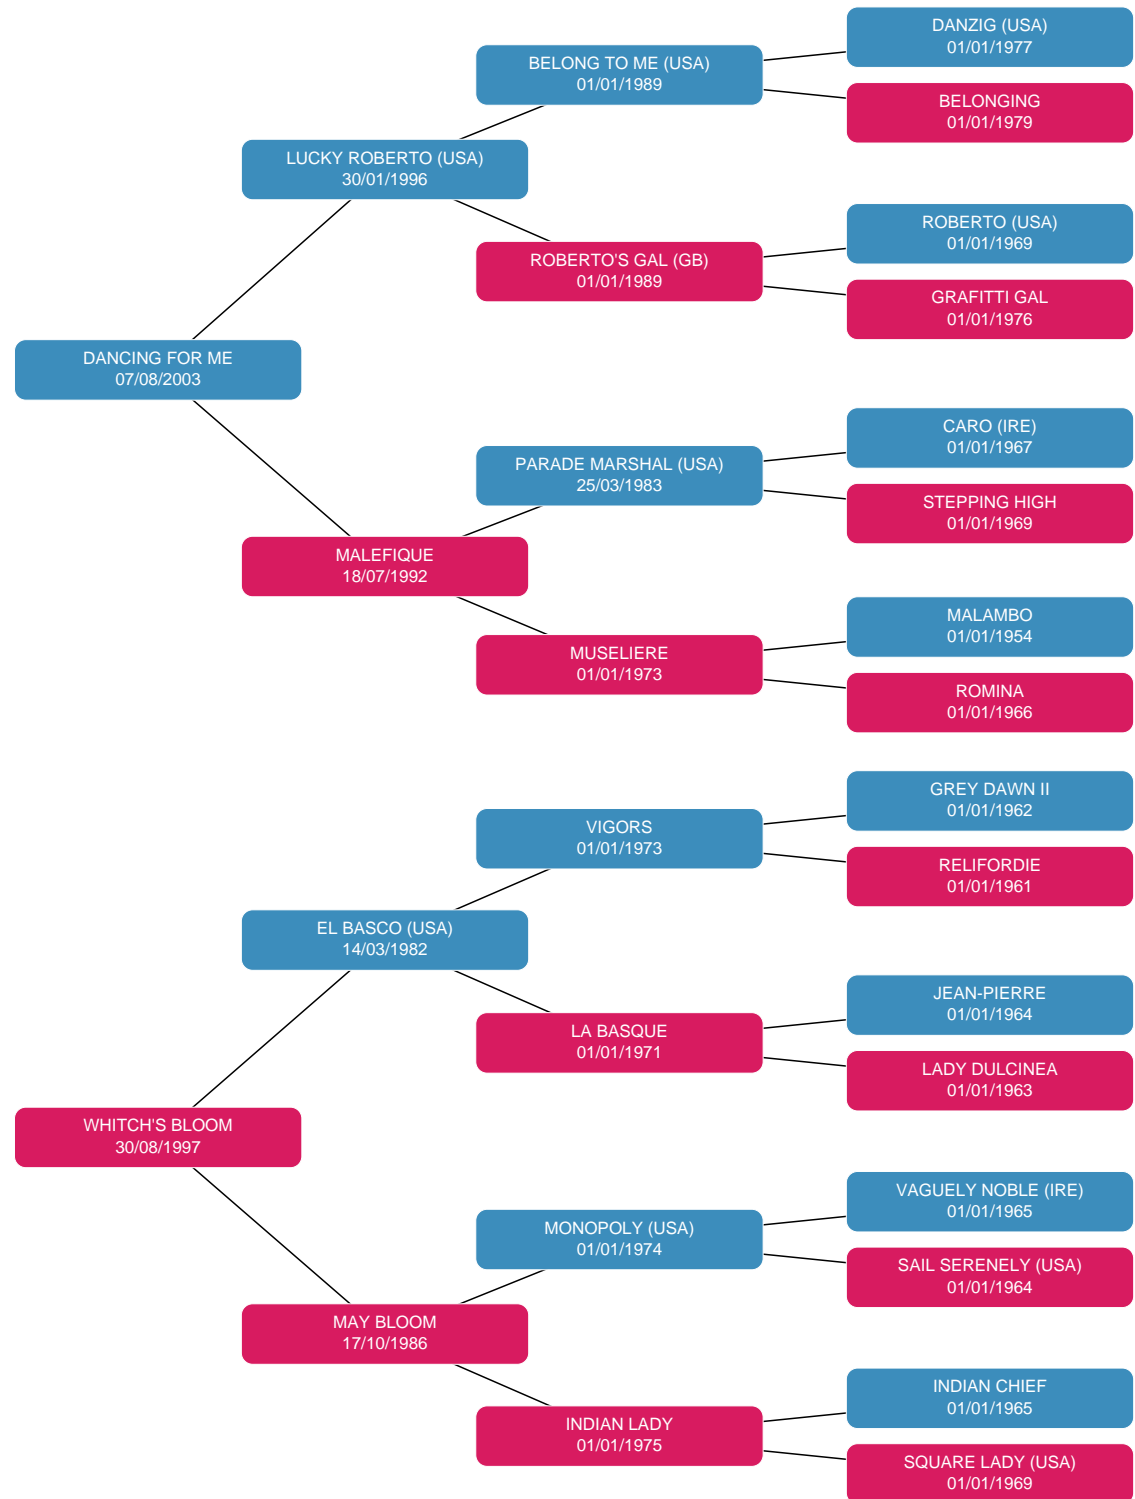 DANZIG (USA)
01/01/1977
BELONG TO ME (USA)
01/01/1989
BELONGING
01/01/1979
LUCKY ROBERTO (USA)
30/01/1996
ROBERTO (USA)
01/01/1969
ROBERTO'S GAL (GB)
01/01/1989
GRAFITTI GAL
01/01/1976
DANCING FOR ME
07/08/2003
CARO (IRE)
01/01/1967
PARADE MARSHAL (USA)
25/03/1983
STEPPING HIGH
01/01/1969
MALEFIQUE
18/07/1992
MALAMBO
01/01/1954
MUSELIERE
01/01/1973
ROMINA
01/01/1966
GREY DAWN II
01/01/1962
VIGORS
01/01/1973
RELIFORDIE
01/01/1961
EL BASCO (USA)
14/03/1982
JEAN-PIERRE
01/01/1964
LA BASQUE
01/01/1971
LADY DULCINEA
01/01/1963
WHITCH'S BLOOM
30/08/1997
VAGUELY NOBLE (IRE)
01/01/1965
MONOPOLY (USA)
01/01/1974
SAIL SERENELY (USA)
01/01/1964
MAY BLOOM
17/10/1986
INDIAN CHIEF
01/01/1965
INDIAN LADY
01/01/1975
SQUARE LADY (USA)
01/01/1969